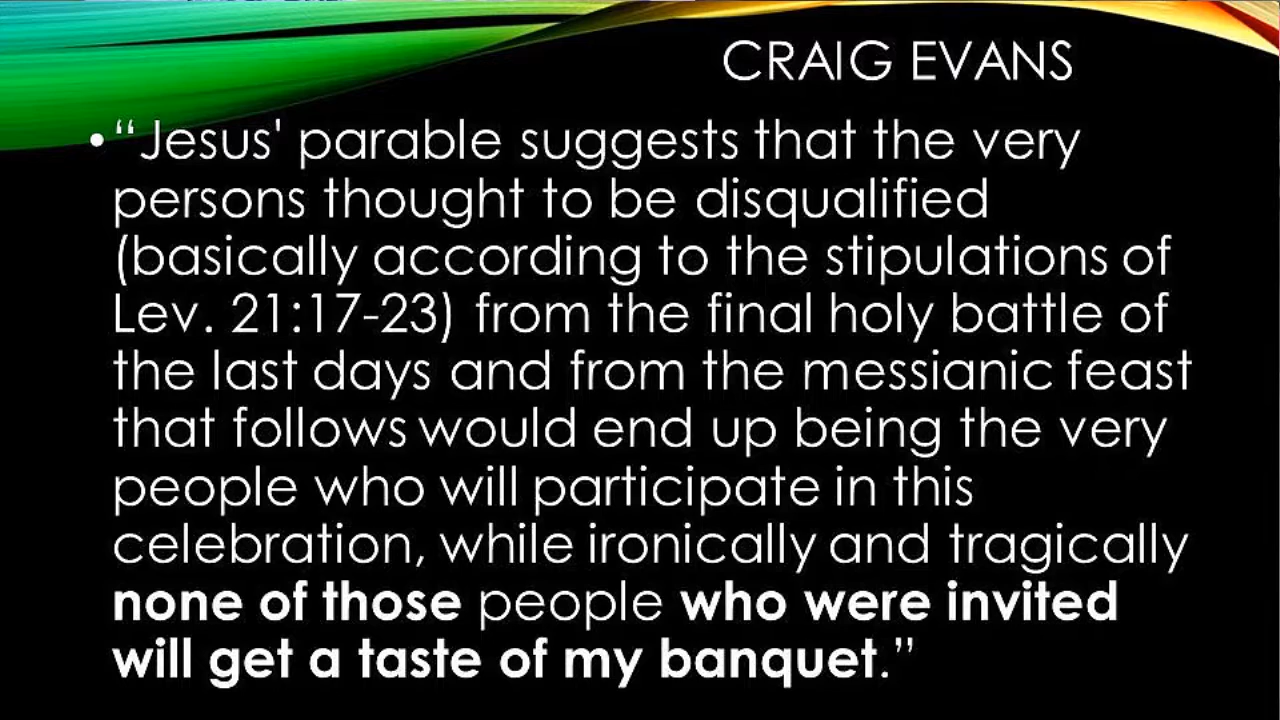 CRAIG EVANS
• “Jesus' parable suggests that the very
persons thought to be disqualified
(basically according to the stipulations of
Lev. 21:17-23) from the final holy battle of
the last days and from the messianic feast
that follows would end up being the very
people who will participate in this
celebration, while ironically and tragically
none of those people who were invited
will get a taste of my banquet.”